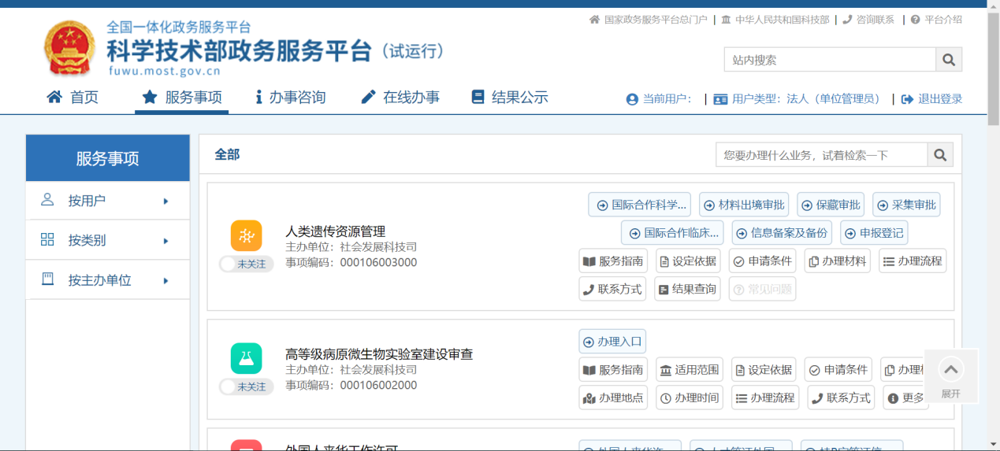 国家政务服务平台总门户 | 中华人民共和国科技部 | 咨询联系 | 平台介绍
全国一体化政务服务平台
科学技术部政务服务平台（试运行）
fuwu.most.gov.cn
站内搜索
首页 服务事项 办事咨询 在线办事 结果公示
当前用户： | 用户类型：法人（单位管理员） | 退出登录
服务事项
按用户
按类别
按主办单位
全部
您要办理什么业务，试着检索一下
人类遗传资源管理
主办单位：社会发展科技司
事项编码：000106003000
未关注
国际合作科学... 材料出境审批 保藏审批 采集审批
国际合作临床... 信息备案及备份 申报登记
服务指南 设定依据 申请条件 办理材料 办理流程
联系方式 结果查询 常见问题
高等级病原微生物实验室建设审查
主办单位：社会发展科技司
事项编码：000106002000
未关注
办理入口
服务指南 适用范围 设定依据 申请条件 办理
办理地点 办理时间 办理流程 联系方式 更多
展开
外国人来华工作许可